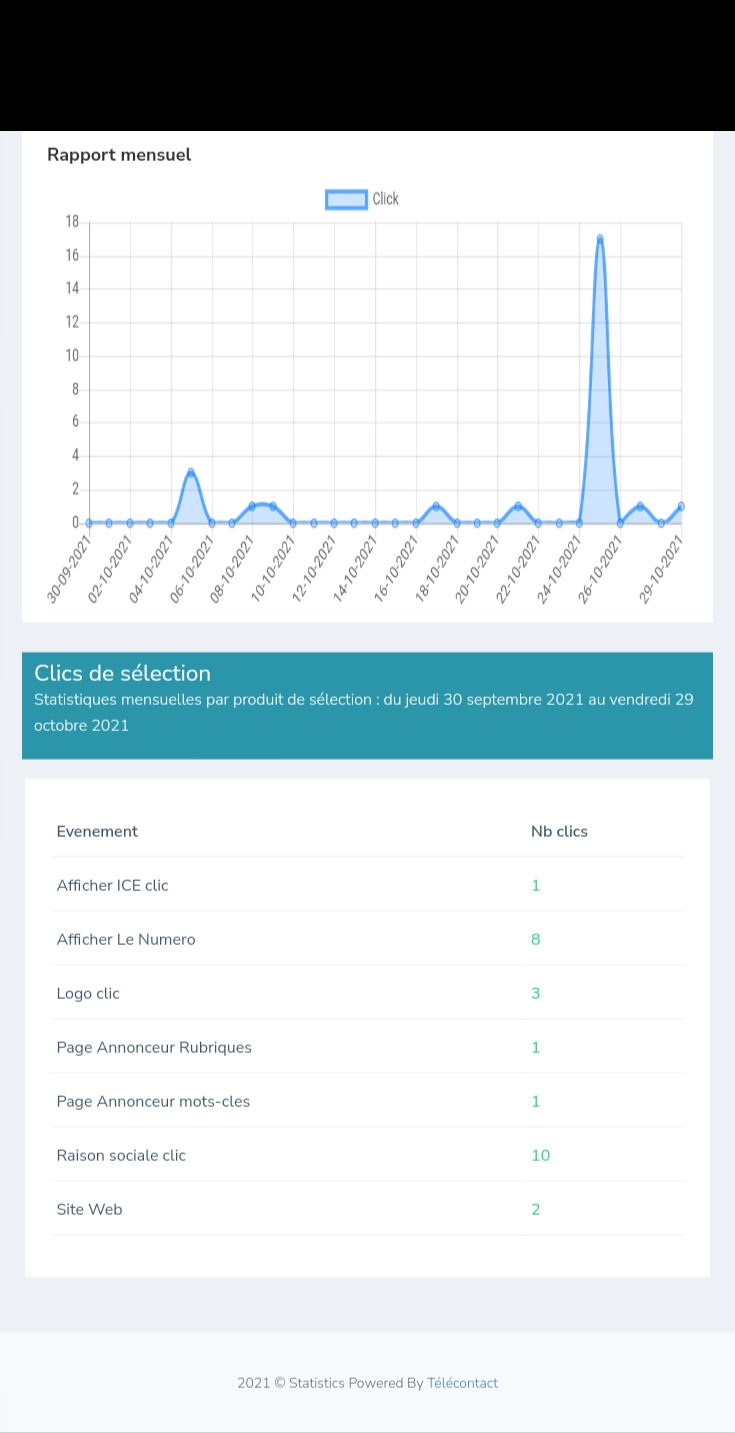 Rapport mensuel
Click
18
16
14
12
10
8
6
4
2
0
30-09-2021
02-10-2021
04-10-2021
06-10-2021
08-10-2021
10-10-2021
12-10-2021
14-10-2021
16-10-2021
18-10-2021
20-10-2021
22-10-2021
24-10-2021
26-10-2021
29-10-2021
Clics de sélection
Statistiques mensuelles par produit de sélection : du jeudi 30 septembre 2021 au vendredi 29
octobre 2021
Evenement Nb clics
Afficher ICE clic 1
Afficher Le Numero 8
Logo clic 3
Page Annonceur Rubriques 1
Page Annonceur mots-cles 1
Raison sociale clic 10
Site Web 2
2021 © Statistics Powered By Télécontact